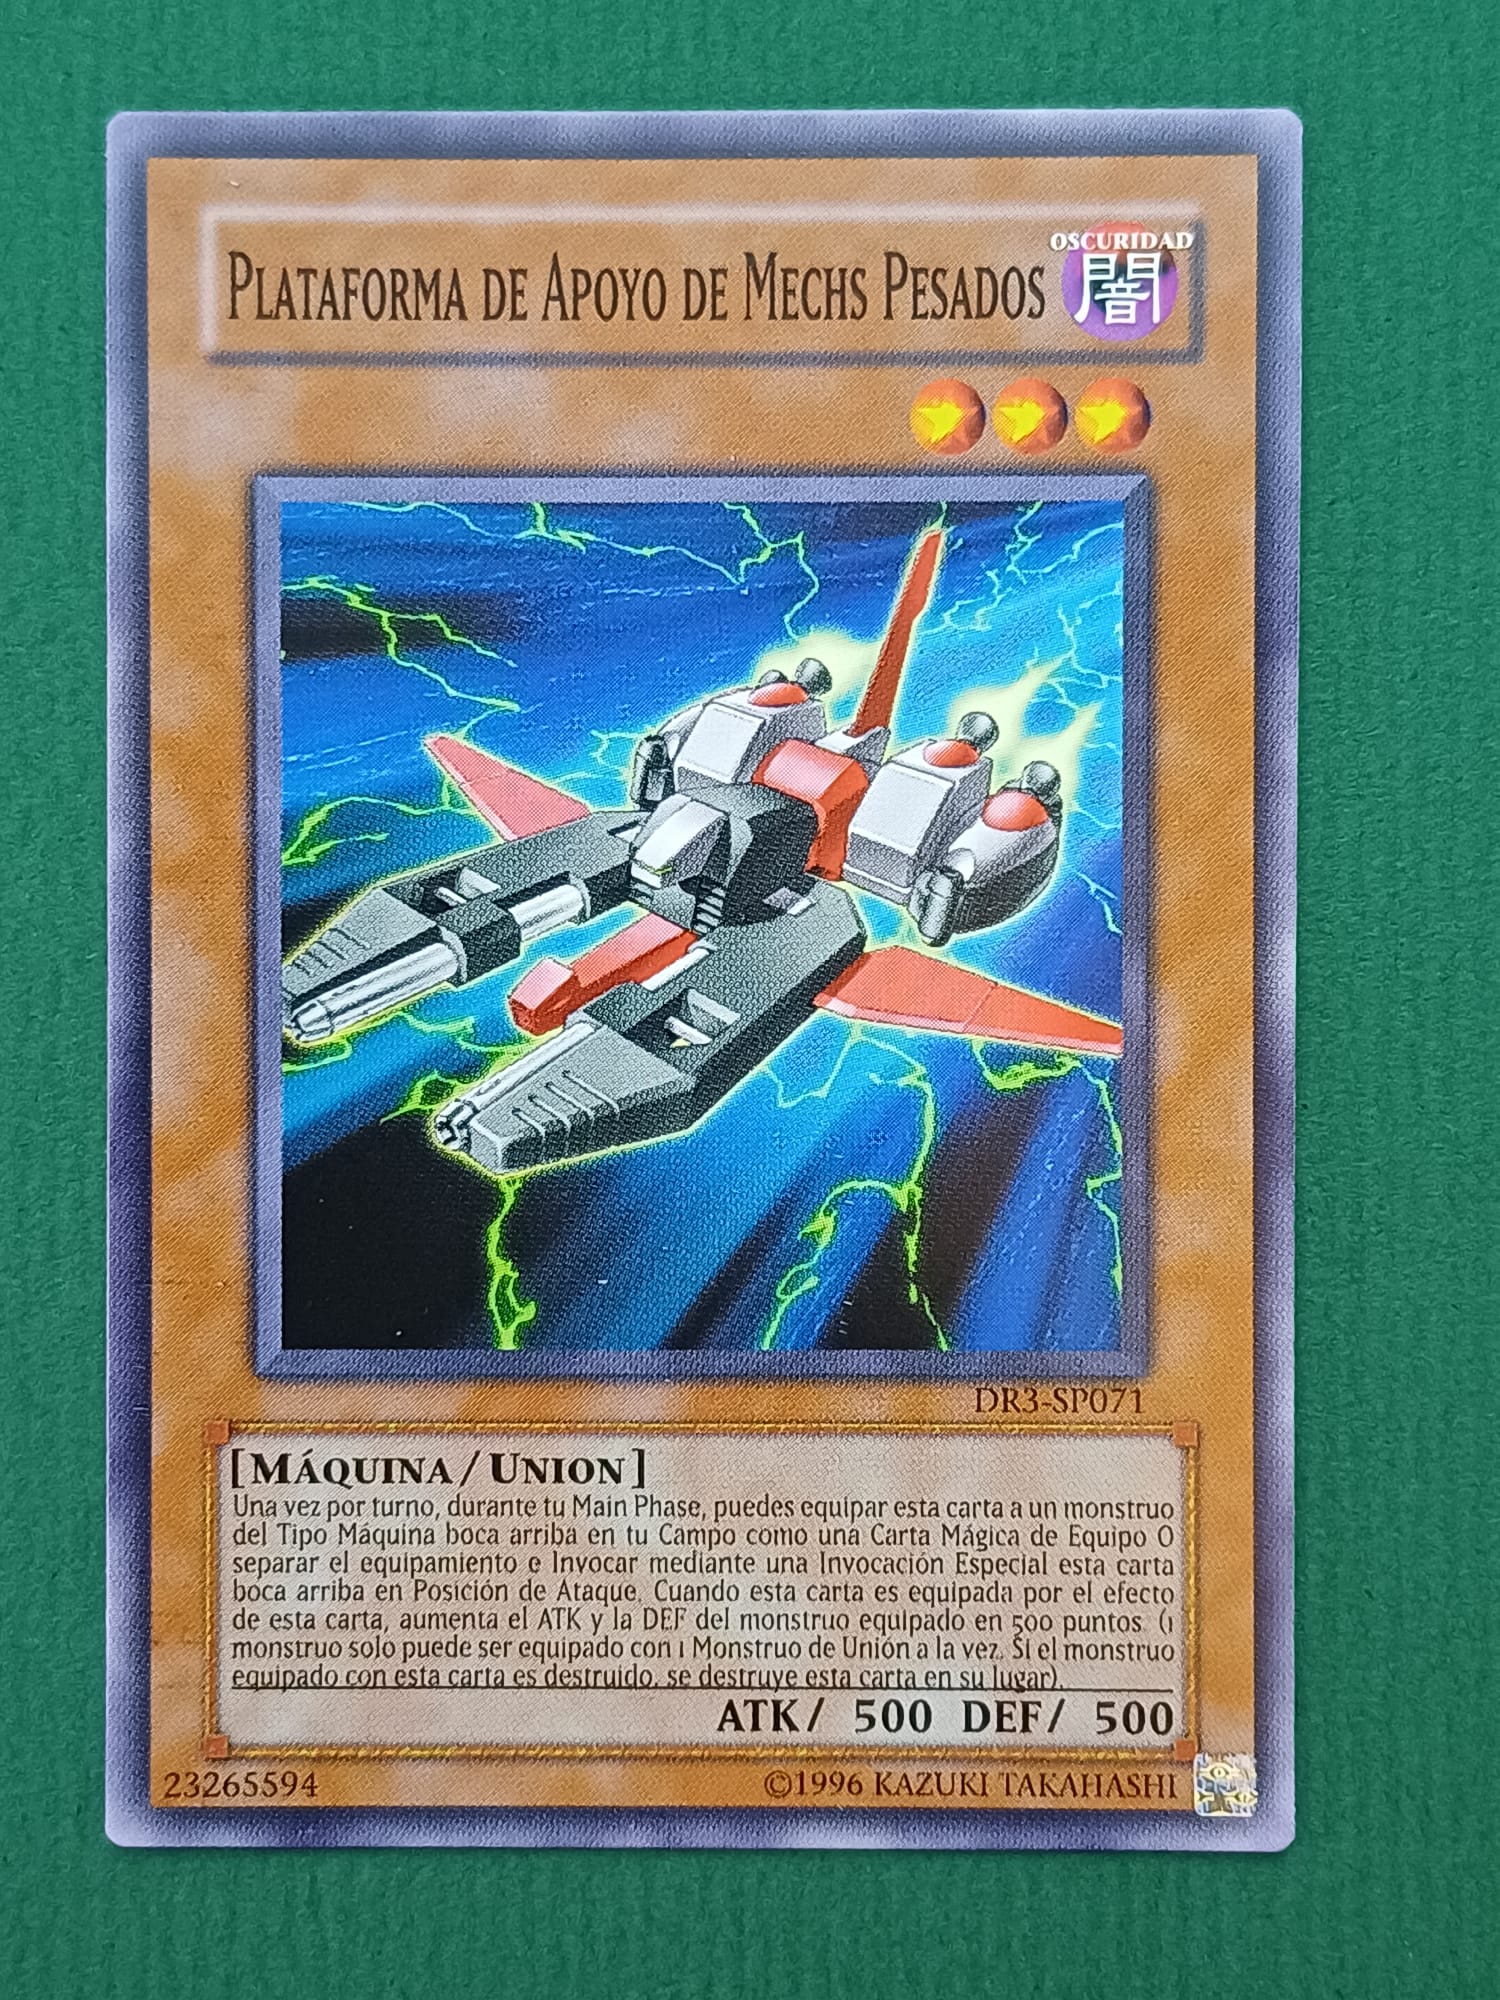 PLATAFORMA DE APOYO DE MECHS PESADOS
OSCURIDAD
闇
DR3-SP071
[MÁQUINA/UNION]
Una vez por turno, durante tu Main Phase, puedes equipar esta carta a un monstruo
del Tipo Máquina boca arriba en tu Campo como una Carta Mágica de Equipo O
separar el equipamiento e Invocar mediante una Invocación Especial esta carta
boca arriba en Posición de Ataque. Cuando esta carta es equipada por el efecto
de esta carta, aumenta el ATK y la DEF del monstruo equipado en 500 puntos. (1
monstruo solo puede ser equipado con 1 Monstruo de Unión a la vez. Si el monstruo
equipado con esta carta es destruido, se destruye esta carta en su lugar).
ATK/ 500 DEF/ 500
23265594
©1996 KAZUKI TAKAHASHI